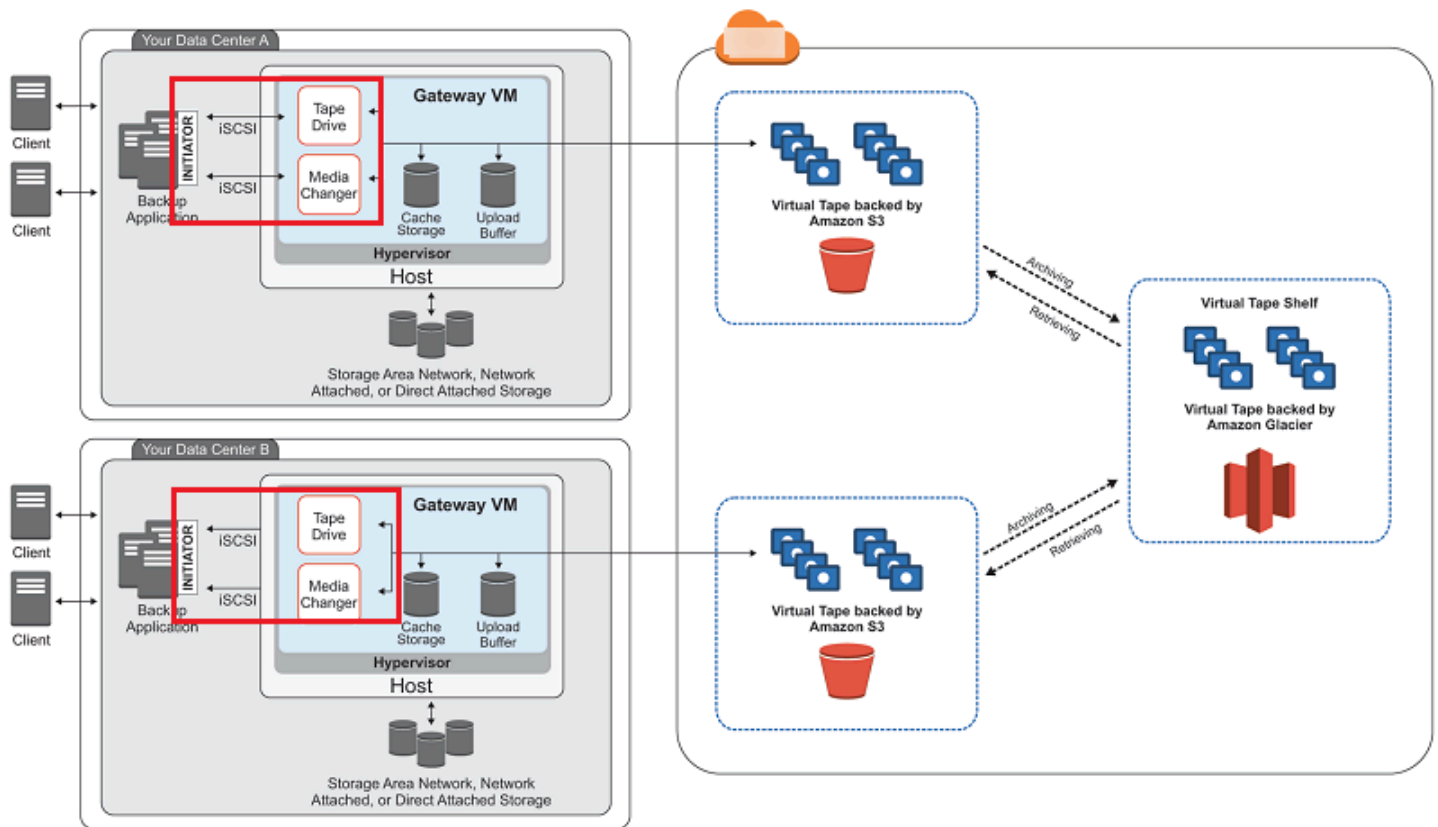 Your Data Center A
Client
Client
Backup
Application
INITIATOR
iSCSI
iSCSI
Tape
Drive
Media
Changer
Gateway VM
Cache
Storage
Upload
Buffer
Hypervisor
Host
Storage Area Network, Network
Attached, or Direct Attached Storage
Your Data Center B
Client
Client
Backup
Application
INITIATOR
iSCSI
iSCSI
Tape
Drive
Media
Changer
Gateway VM
Cache
Storage
Upload
Buffer
Hypervisor
Host
Storage Area Network, Network
Attached, or Direct Attached Storage
Virtual Tape backed by
Amazon S3
Archiving
Retrieving
Virtual Tape Shelf
Virtual Tape backed by
Amazon Glacier
Archiving
Retrieving
Virtual Tape backed by
Amazon S3